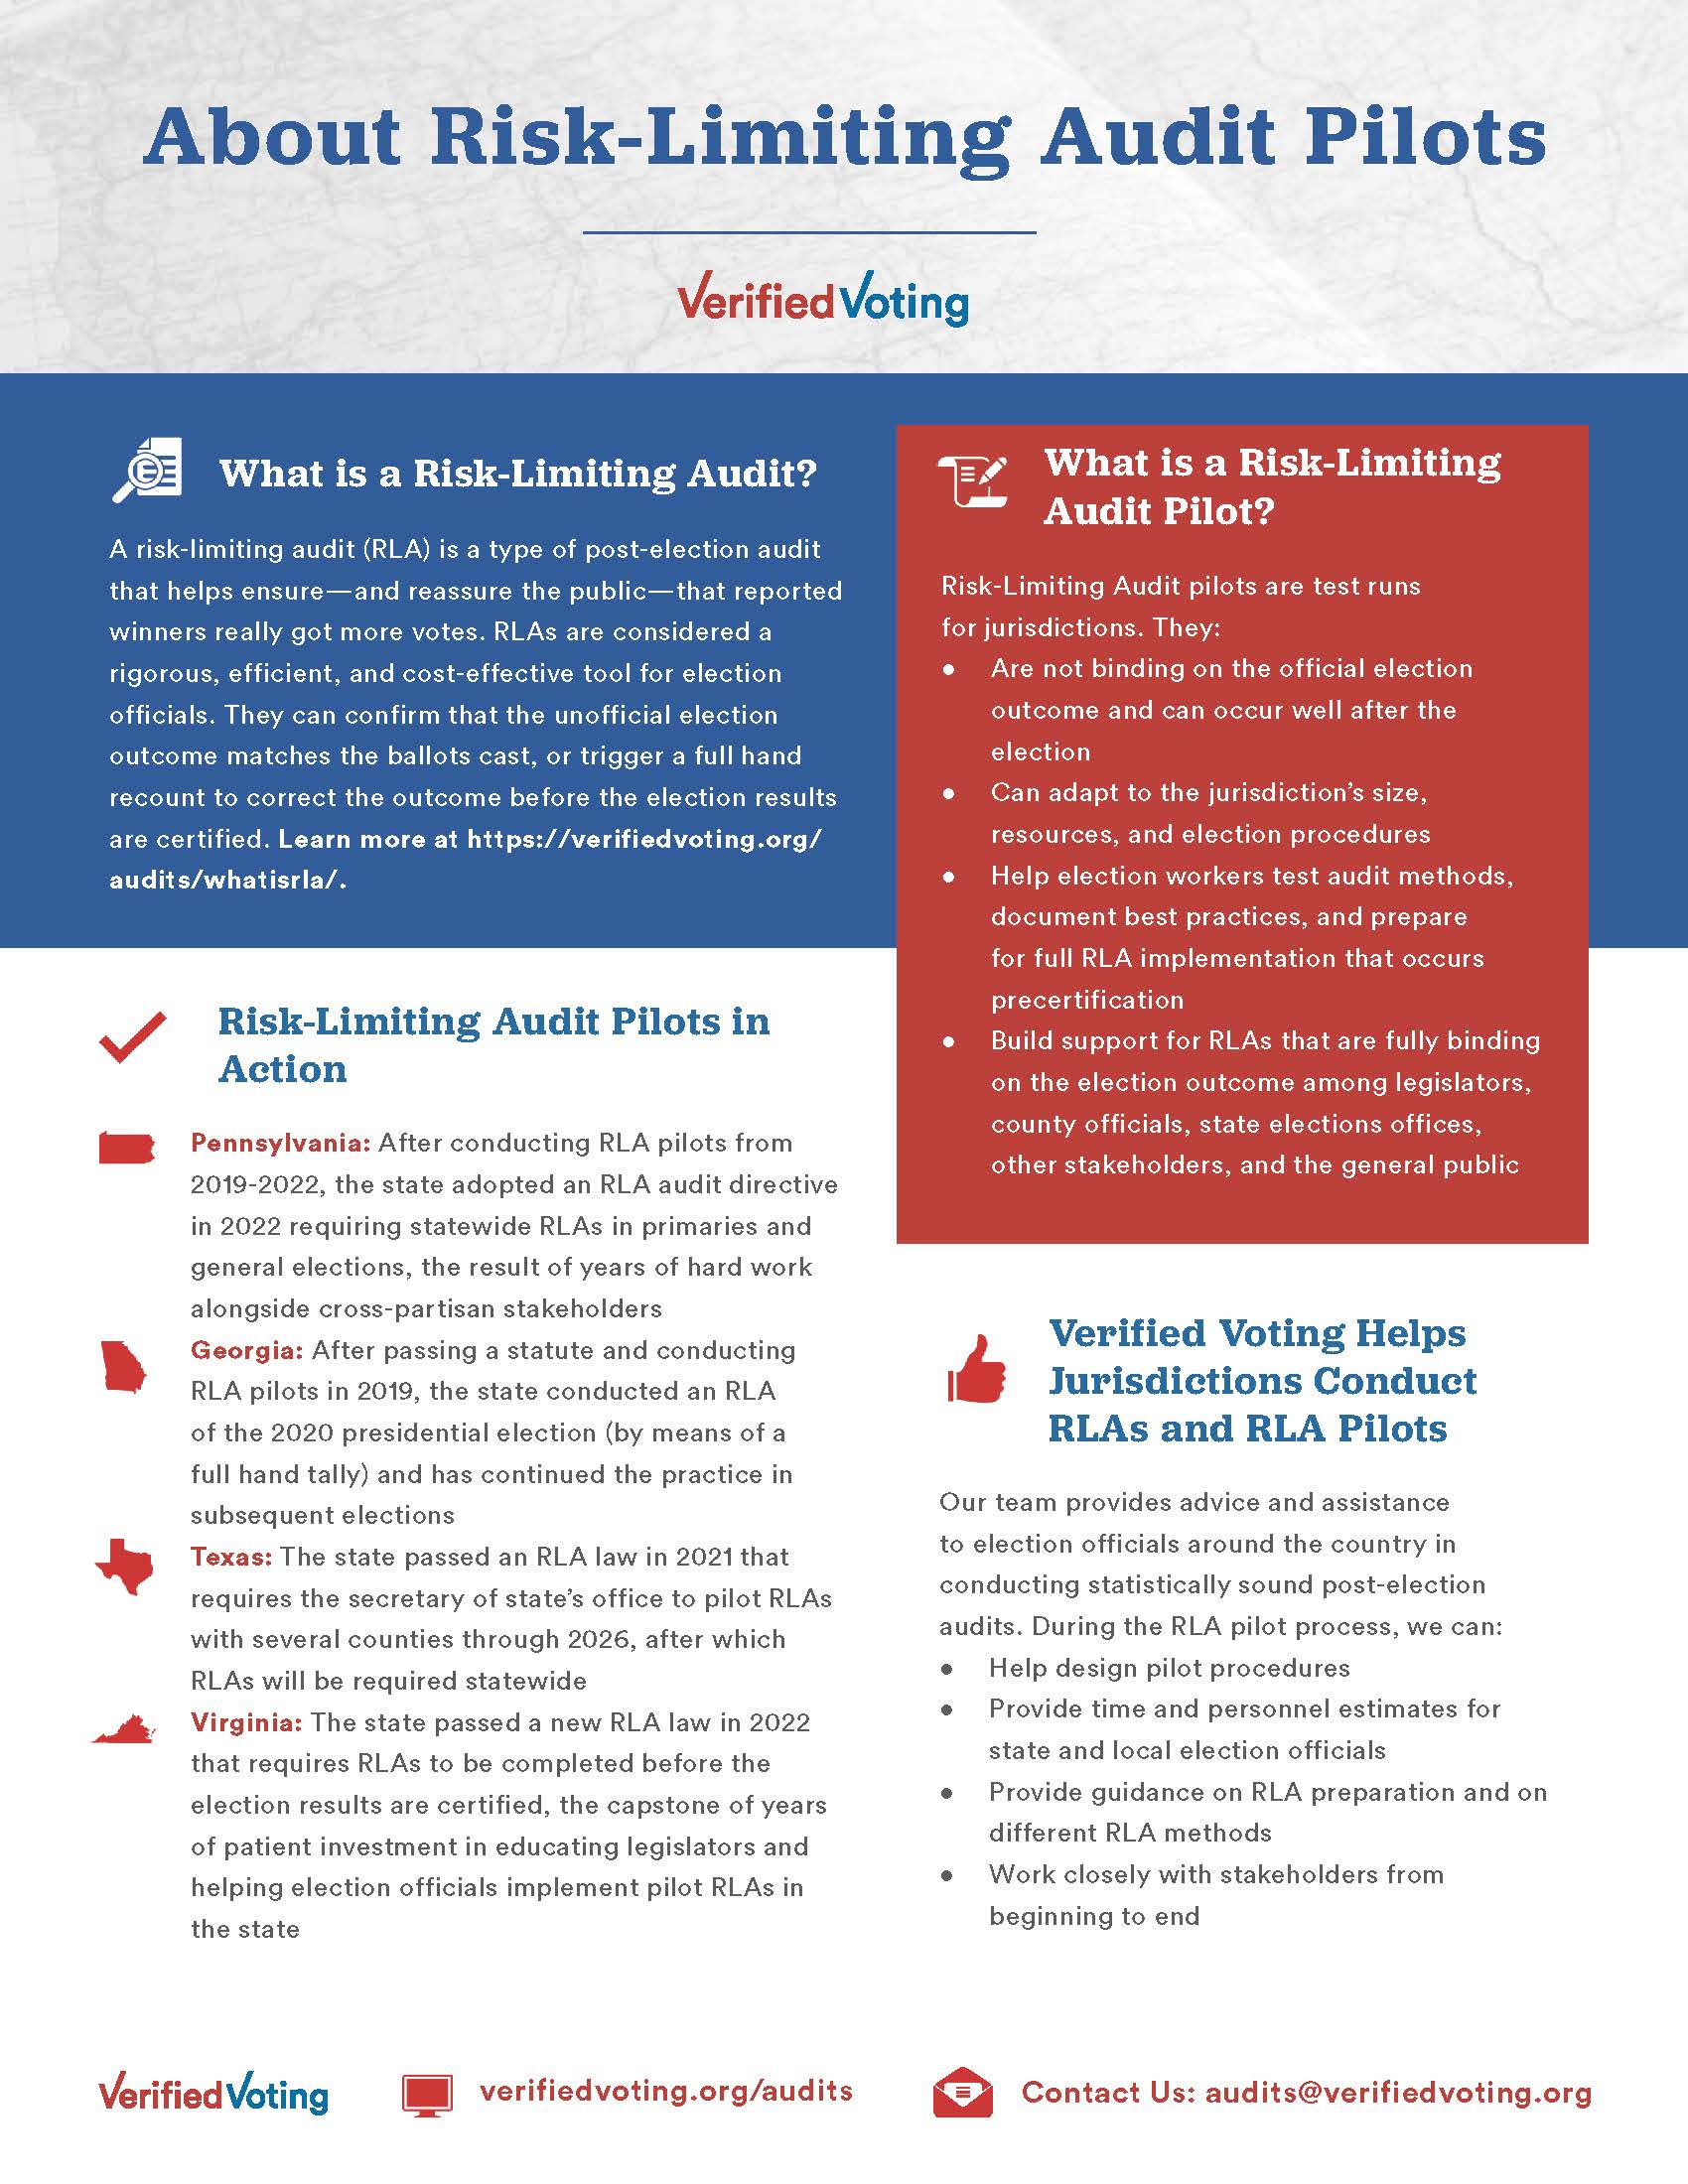 About Risk-Limiting Audit Pilots
VerifiedVoting
What is a Risk-Limiting Audit?
A risk-limiting audit (RLA) is a type of post-election audit
that helps ensure—and reassure the public—that reported
winners really got more votes. RLAs are considered a
rigorous, efficient, and cost-effective tool for election
officials. They can confirm that the unofficial election
outcome matches the ballots cast, or trigger a full hand
recount to correct the outcome before the election results
are certified. Learn more at https://verifiedvoting.org/
audits/whatisrla/.
What is a Risk-Limiting
Audit Pilot?
Risk-Limiting Audit pilots are test runs
for jurisdictions. They:
● Are not binding on the official election
outcome and can occur well after the
election
● Can adapt to the jurisdiction’s size,
resources, and election procedures
● Help election workers test audit methods,
document best practices, and prepare
for full RLA implementation that occurs
precertification
● Build support for RLAs that are fully binding
on the election outcome among legislators,
county officials, state elections offices,
other stakeholders, and the general public
Risk-Limiting Audit Pilots in
Action
Pennsylvania: After conducting RLA pilots from
2019-2022, the state adopted an RLA audit directive
in 2022 requiring statewide RLAs in primaries and
general elections, the result of years of hard work
alongside cross-partisan stakeholders
Georgia: After passing a statute and conducting
RLA pilots in 2019, the state conducted an RLA
of the 2020 presidential election (by means of a
full hand tally) and has continued the practice in
subsequent elections
Texas: The state passed an RLA law in 2021 that
requires the secretary of state’s office to pilot RLAs
with several counties through 2026, after which
RLAs will be required statewide
Virginia: The state passed a new RLA law in 2022
that requires RLAs to be completed before the
election results are certified, the capstone of years
of patient investment in educating legislators and
helping election officials implement pilot RLAs in
the state
Verified Voting Helps
Jurisdictions Conduct
RLAs and RLA Pilots
Our team provides advice and assistance
to election officials around the country in
conducting statistically sound post-election
audits. During the RLA pilot process, we can:
● Help design pilot procedures
● Provide time and personnel estimates for
state and local election officials
● Provide guidance on RLA preparation and on
different RLA methods
● Work closely with stakeholders from
beginning to end
VerifiedVoting
verifiedvoting.org/audits
Contact Us: audits@verifiedvoting.org